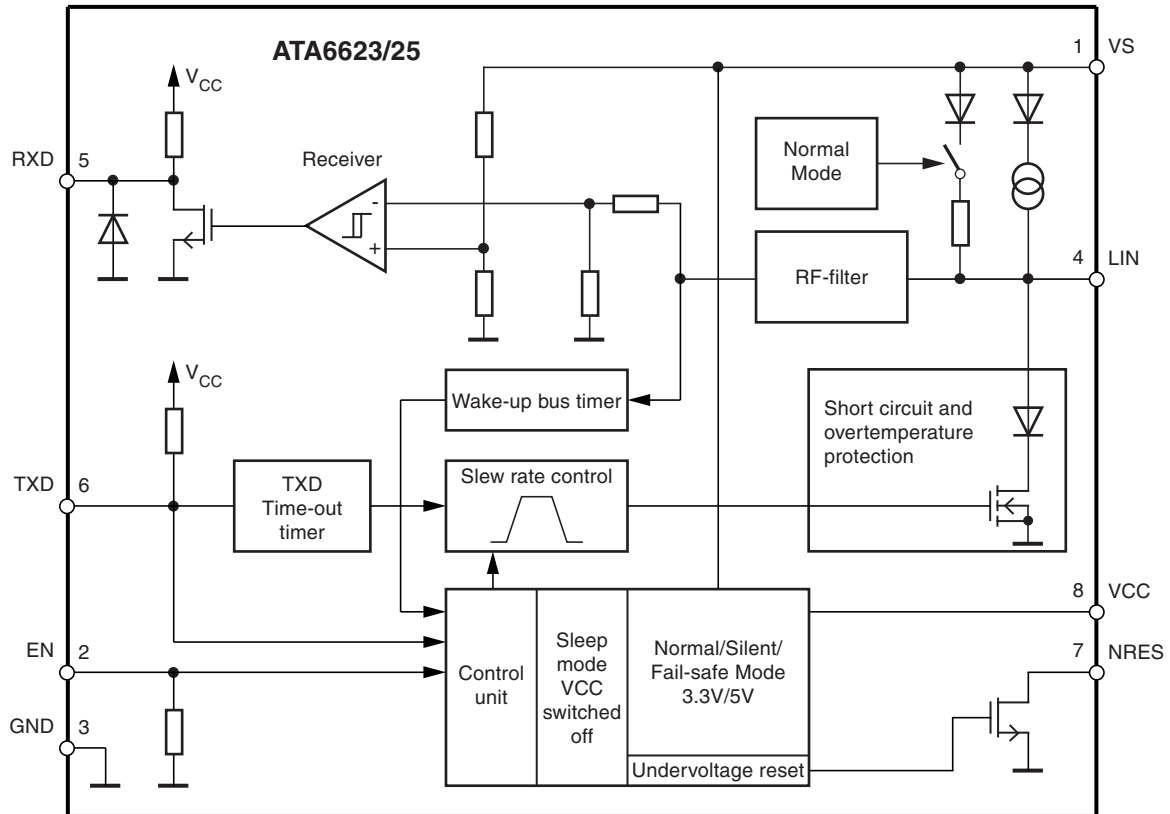 ATA6623/25
1 VS
VCC
RXD 5
Receiver
-
+
Normal
Mode
4 LIN
RF-filter
VCC
Wake-up bus timer
Short circuit and
overtemperature
protection
TXD 6
TXD
Time-out
timer
Slew rate control
8 VCC
7 NRES
EN 2
Control
unit
Sleep
mode
VCC
switched
off
Normal/Silent/
Fail-safe Mode
3.3V/5V
GND 3
Undervoltage reset